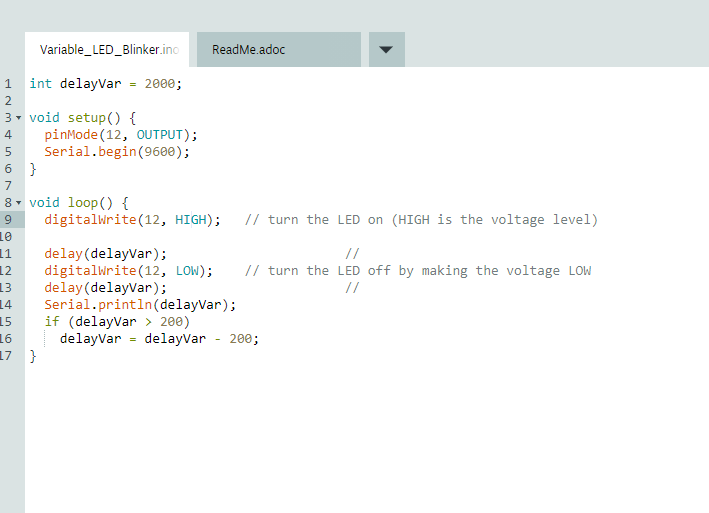 Variable_LED_Blinker.ino
ReadMe.adoc
1 int delayVar = 2000;
2
3 void setup() {
4   pinMode(12, OUTPUT);
5   Serial.begin(9600);
6 }
7
8 void loop() {
9   digitalWrite(12, HIGH);   // turn the LED on (HIGH is the voltage level)
10
11   delay(delayVar);                       //
12   digitalWrite(12, LOW);    // turn the LED off by making the voltage LOW
13   delay(delayVar);                       //
14   Serial.println(delayVar);
15   if (delayVar > 200)
16     delayVar = delayVar - 200;
17 }